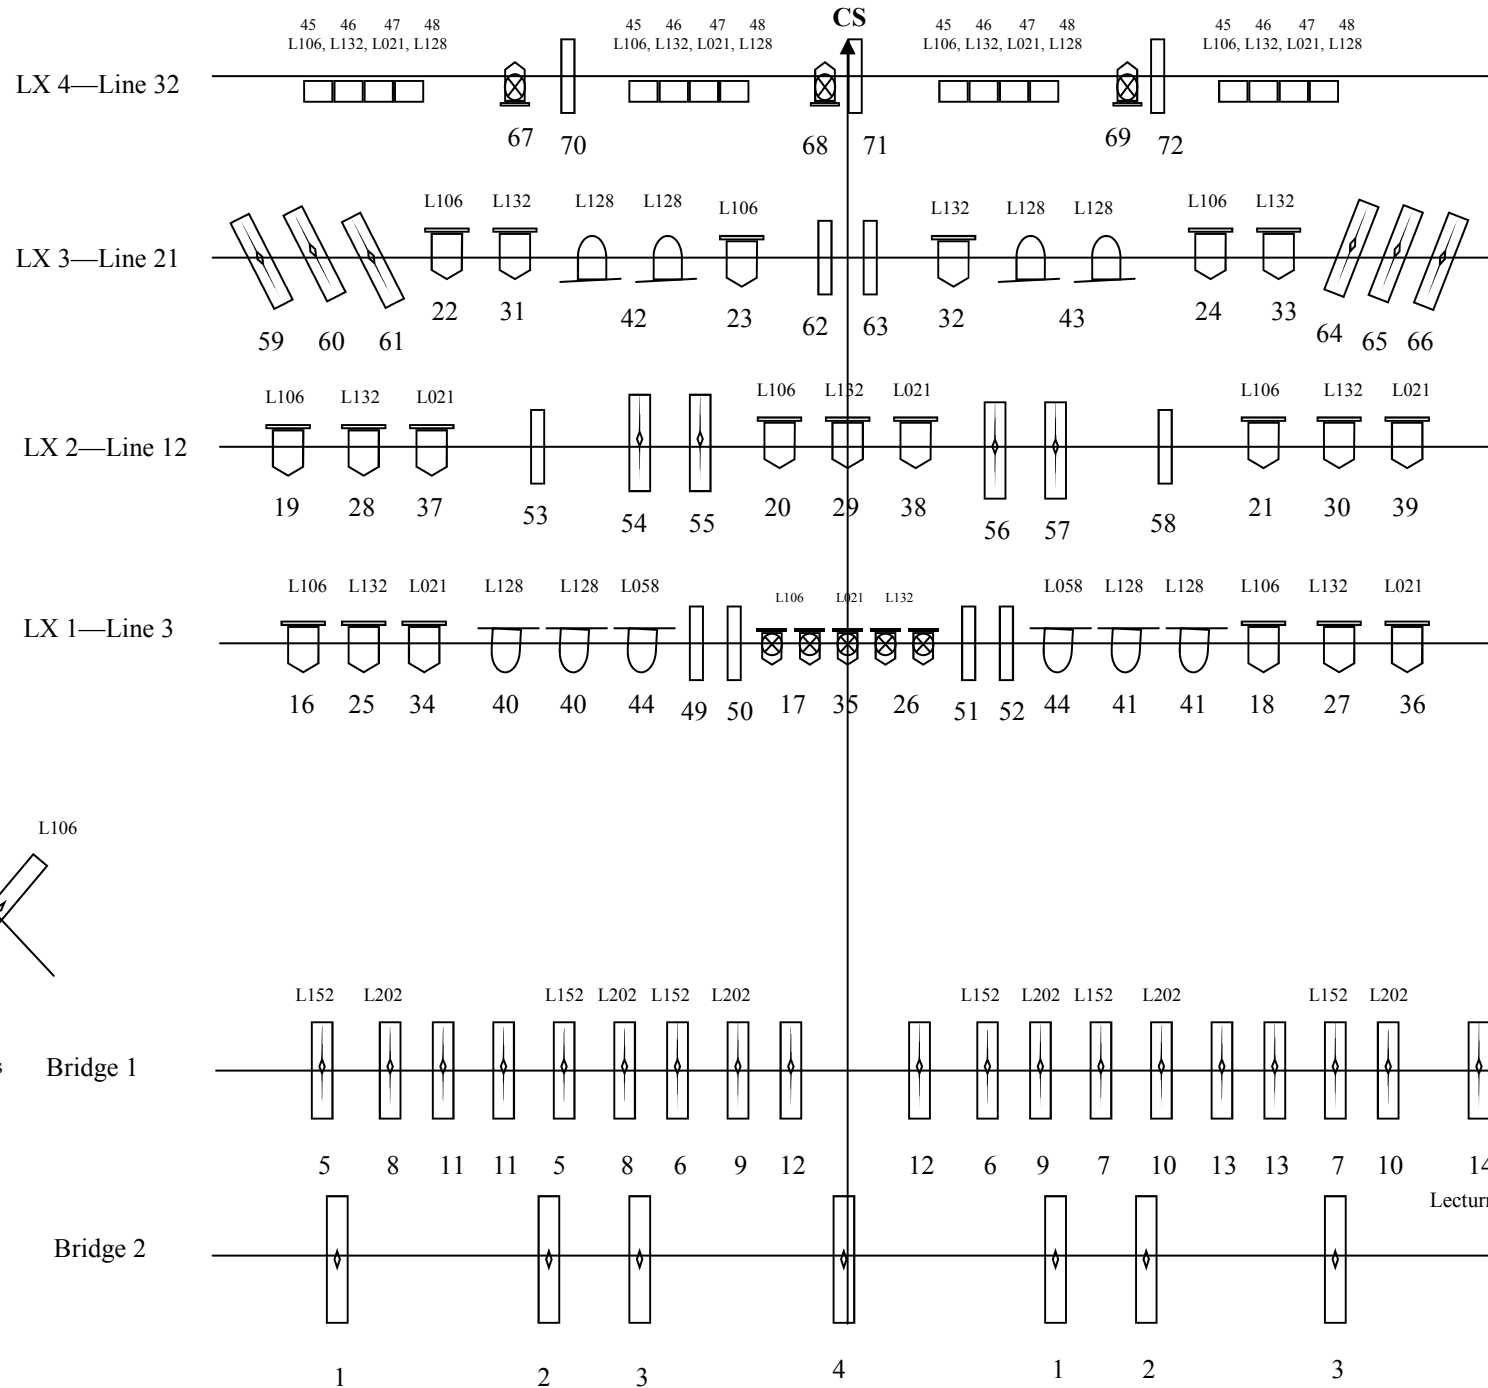 CS
45 46 47 48 45 46 47 48 45 46 47 48 45 46 47 48
L106, L132, L021, L128 L106, L132, L021, L128 L106, L132, L021, L128 L106, L132, L021, L128
LX 4—Line 32
67 70 68 71 69 72
L106 L132 L128 L128 L106 L132 L128 L128 L106 L132
LX 3—Line 21
22 31 42 23 62 63 32 43 24 33
59 60 61 64 65 66
L106 L132 L021 L106 L132 L021 L106 L132 L021
LX 2—Line 12
19 28 37 53 54 55 20 29 38 56 57 58 21 30 39
L106 L132 L021 L128 L128 L058 L106 L021 L132 L058 L128 L128 L106 L132 L021
LX 1—Line 3
16 25 34 40 40 44 49 50 17 35 26 51 52 44 41 41 18 27 36
L106
L152 L202 L152 L202 L152 L202 L152 L202 L152 L202 L152 L202
s Bridge 1
5 8 11 11 5 8 6 9 12 12 6 9 7 10 13 13 7 10 14
Lecturn
Bridge 2
1 2 3 4 1 2 3